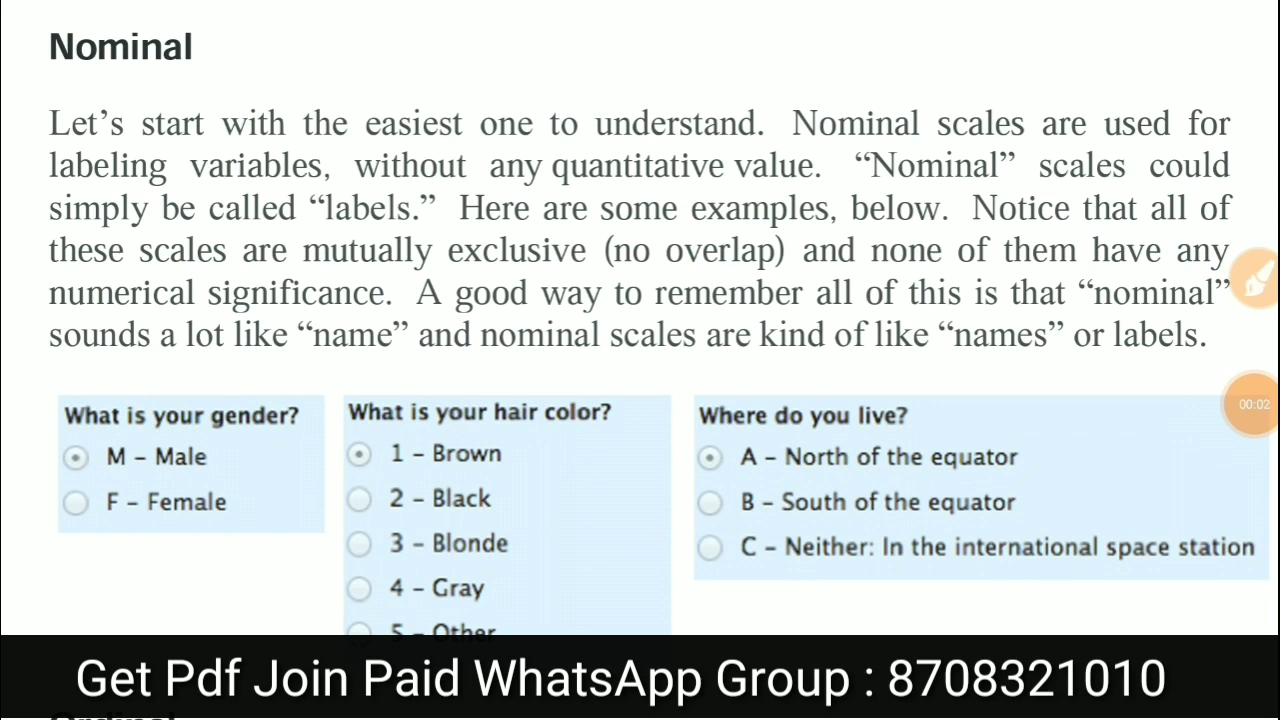 Nominal
Let’s start with the easiest one to understand. Nominal scales are used for
labeling variables, without any quantitative value. “Nominal” scales could
simply be called “labels.” Here are some examples, below. Notice that all of
these scales are mutually exclusive (no overlap) and none of them have any
numerical significance. A good way to remember all of this is that “nominal”
sounds a lot like “name” and nominal scales are kind of like “names” or labels.
What is your gender?
M – Male
F – Female
What is your hair color?
1 – Brown
2 – Black
3 – Blonde
4 – Gray
5 – Other
Where do you live?
A – North of the equator
B – South of the equator
C – Neither: In the international space station
00:02
Get Pdf Join Paid WhatsApp Group : 8708321010
Ordinal